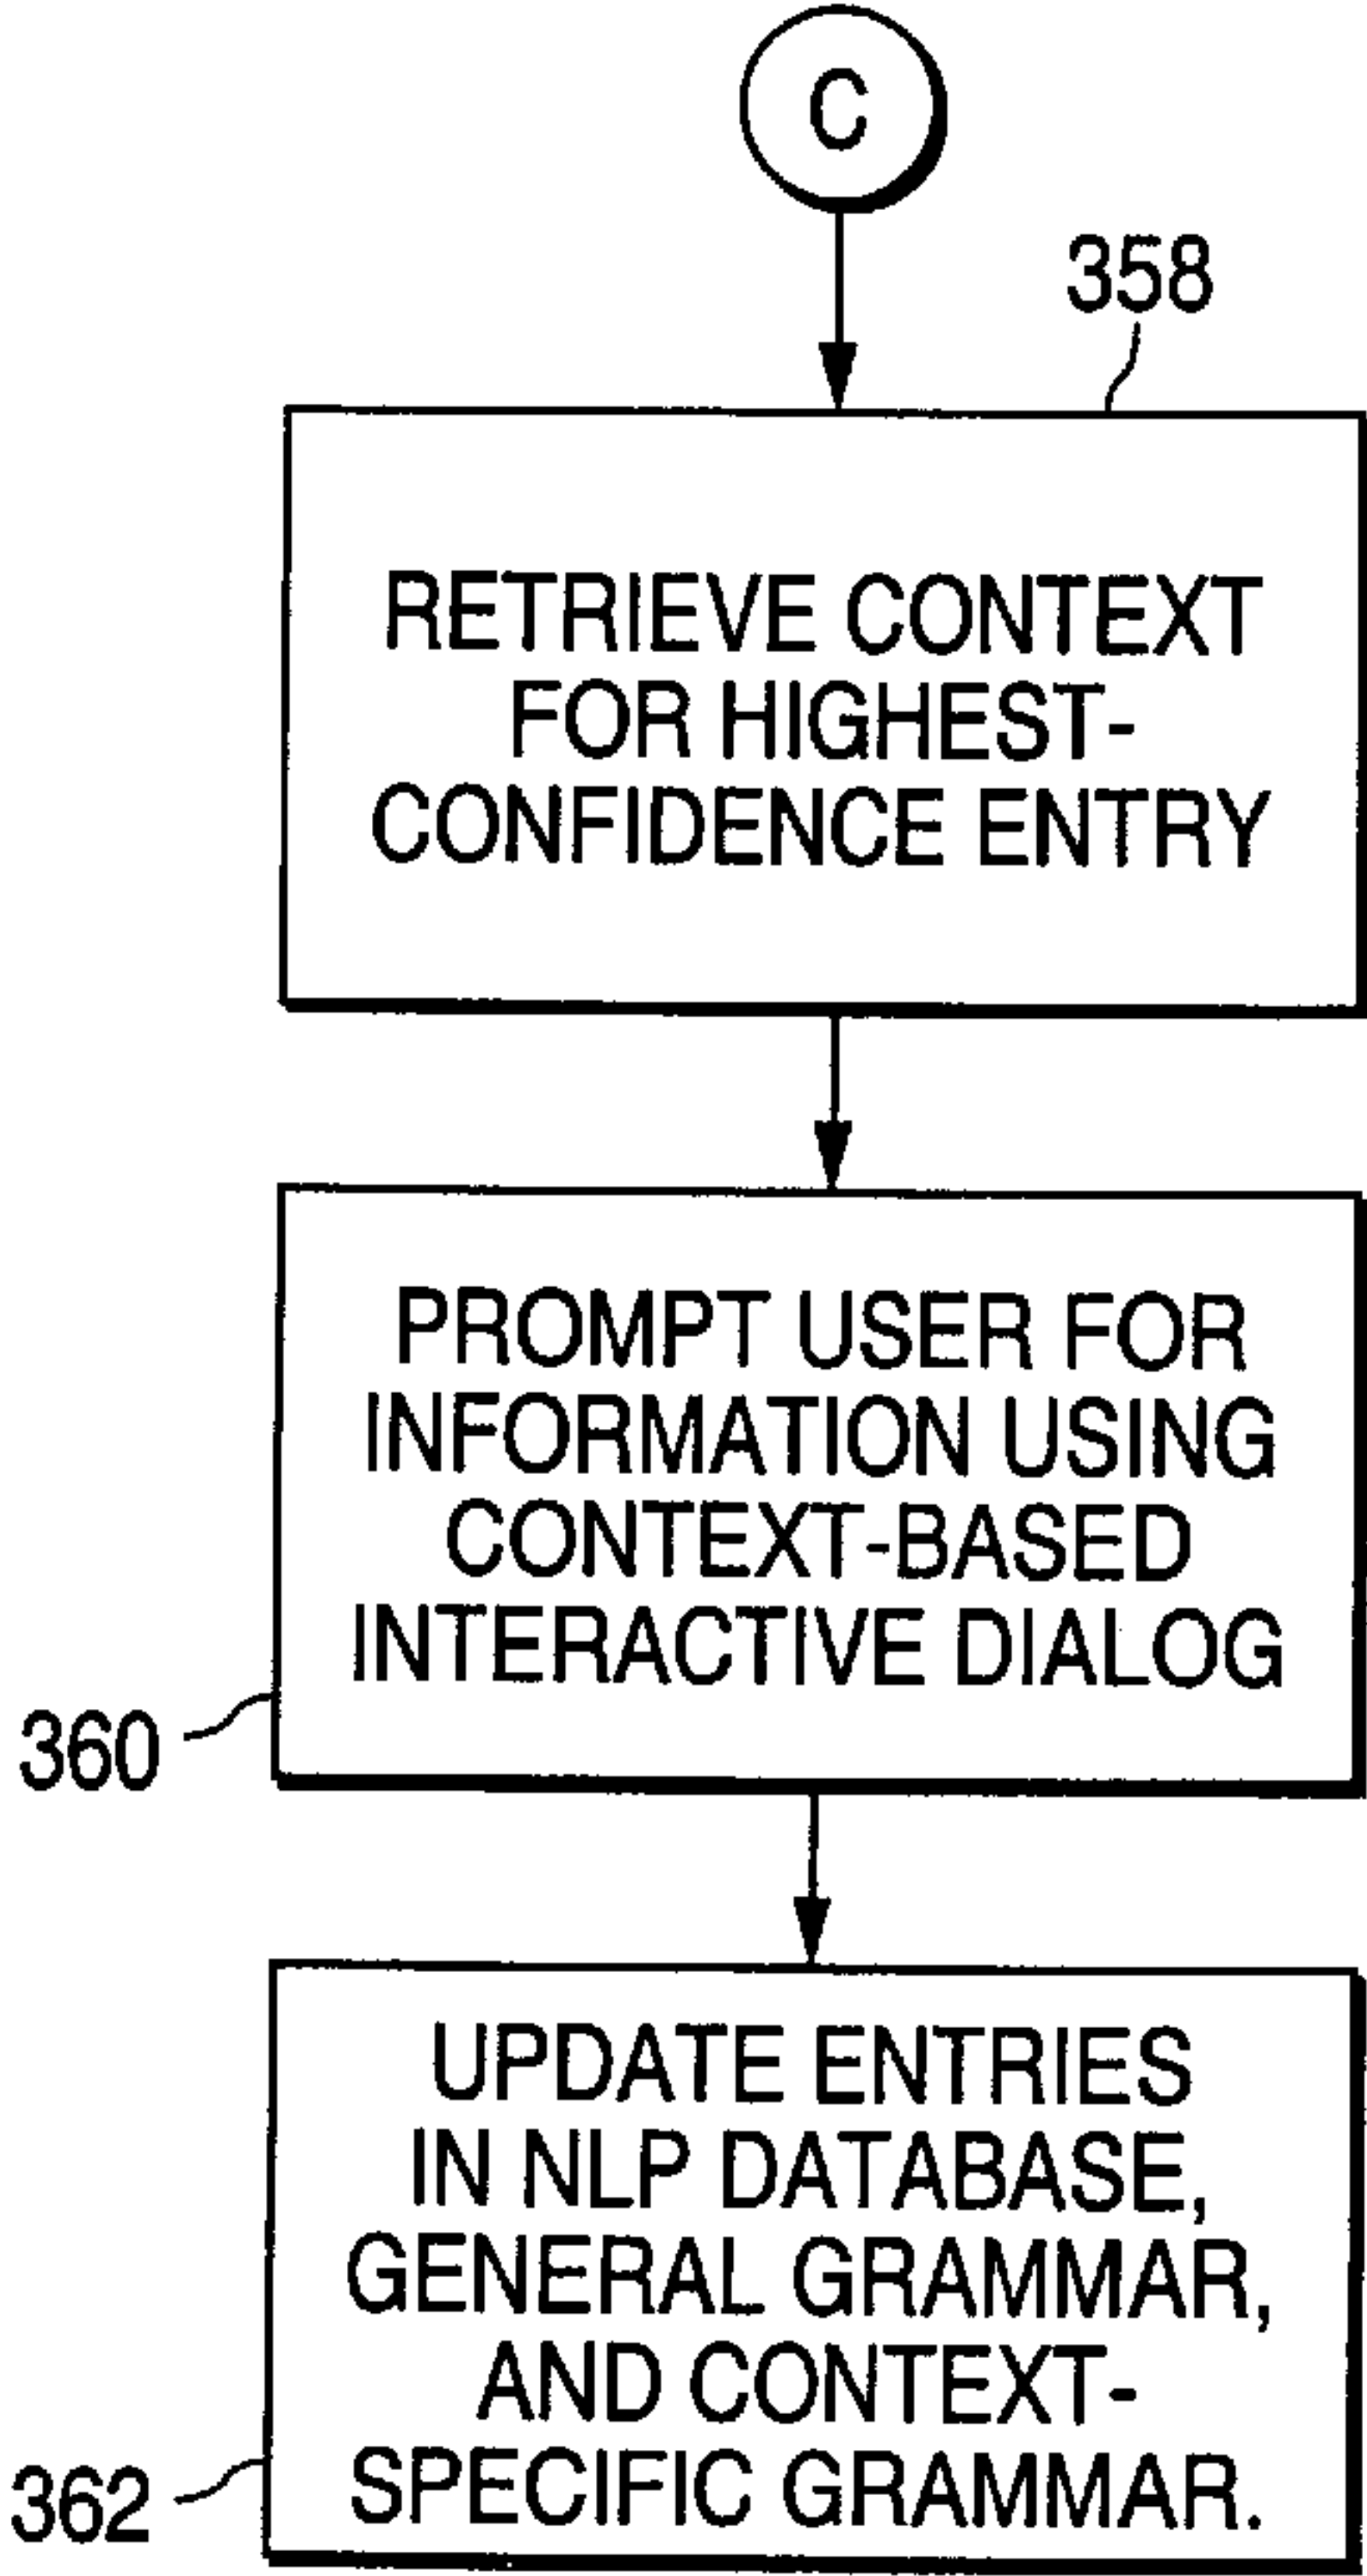 C
358
RETRIEVE CONTEXT
FOR HIGHEST-
CONFIDENCE ENTRY
PROMPT USER FOR
INFORMATION USING
CONTEXT-BASED
INTERACTIVE DIALOG
360
UPDATE ENTRIES
IN NLP DATABASE,
GENERAL GRAMMAR,
AND CONTEXT-
SPECIFIC GRAMMAR.
362